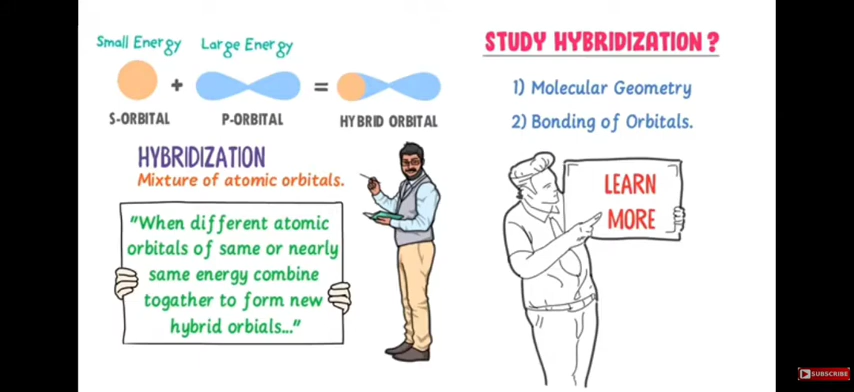 Small Energy Large Energy
+ =
S-ORBITAL P-ORBITAL HYBRID ORBITAL
HYBRIDIZATION
Mixture of atomic orbitals.
"When different atomic
orbitals of same or nearly
same energy combine
togather to form new
hybrid orbials..."
STUDY HYBRIDIZATION ?
1) Molecular Geometry
2) Bonding of Orbitals.
LEARN
MORE
SUBSCRIBE